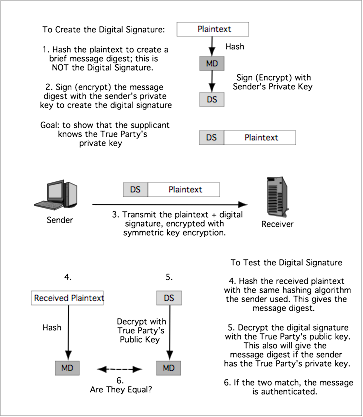 To Create the Digital Signature:
1. Hash the plaintext to create a
brief message digest; this is
NOT the Digital Signature.
2. Sign (encrypt) the message
digest with the sender's private
key to create the digital signature
Goal: to show that the supplicant
knows the True Party's
private key
Plaintext
Hash
MD
Sign (Encrypt) with
Sender's Private Key
DS
DS Plaintext
DS Plaintext
Sender
3. Transmit the plaintext + digital
signature, encrypted with
symmetric key encryption.
Receiver
4.
Received Plaintext
Hash
MD
5.
DS
Decrypt with
True Party's
Public Key
MD
6.
Are They Equal?
To Test the Digital Signature
4. Hash the received plaintext
with the same hashing algorithm
the sender used. This gives the
message digest.
5. Decrypt the digital signature
with the True Party's public key.
This also will give the
message digest if the sender
has the True Party's private key.
6. If the two match, the message
is authenticated.